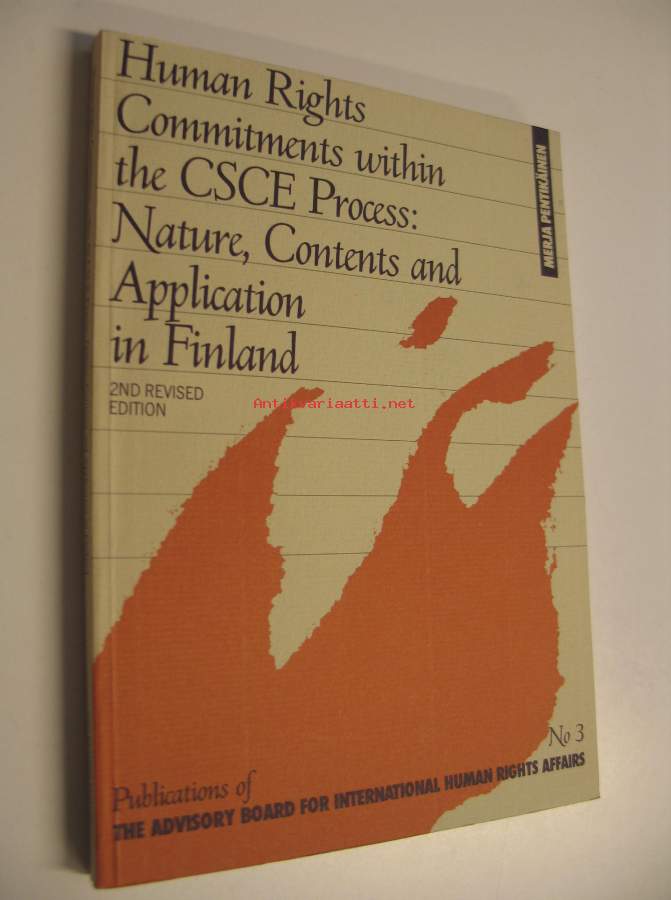 Human Rights
Commitments within
the CSCE Process:
Nature, Contents and
Application
in Finland
2ND REVISED
EDITION
MERJA PENTIKÄINEN
Antikvariaatti.net
No 3
Publications of
THE ADVISORY BOARD FOR INTERNATIONAL HUMAN RIGHTS AFFAIRS